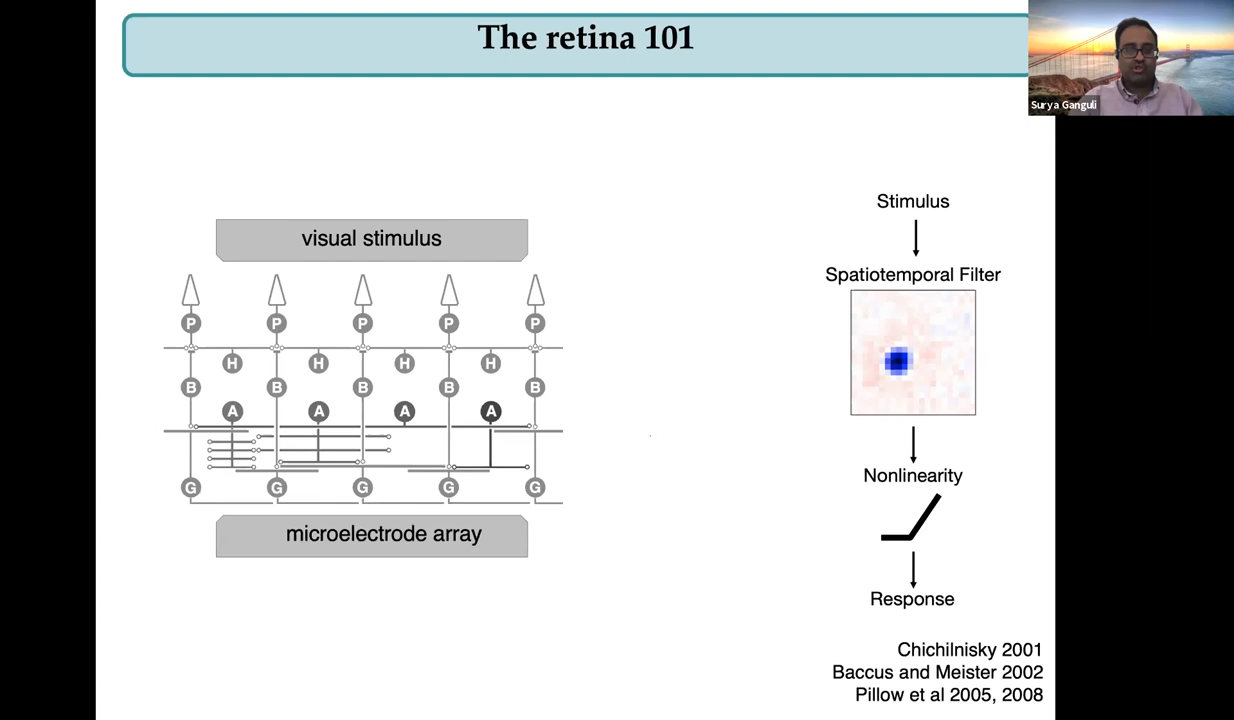 The retina 101
Surya Ganguli
visual stimulus
P P P P P
H H H H
B B B B B
A A A A
G G G G G
microelectrode array
Stimulus
Spatiotemporal Filter
Nonlinearity
Response
Chichilnisky 2001
Baccus and Meister 2002
Pillow et al 2005, 2008